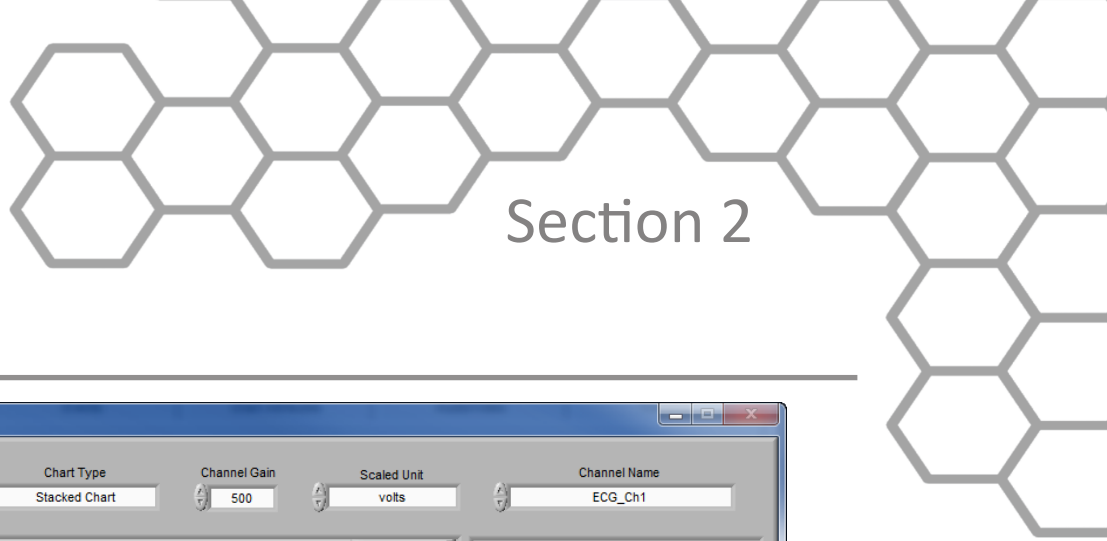 Section 2
Chart Type Channel Gain Scaled Unit Channel Name
Stacked Chart 500 volts ECG_Ch1